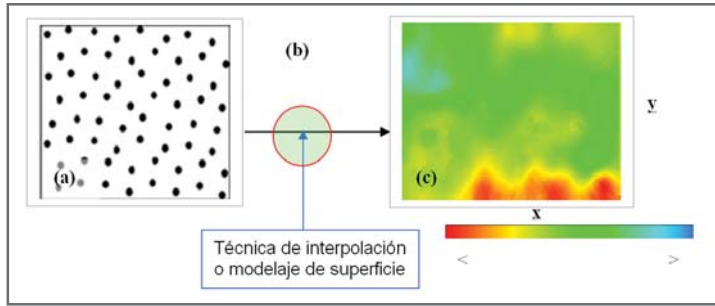 (b)
y
(a)
(c)
x
Técnica de interpolación
o modelaje de superficie
< >